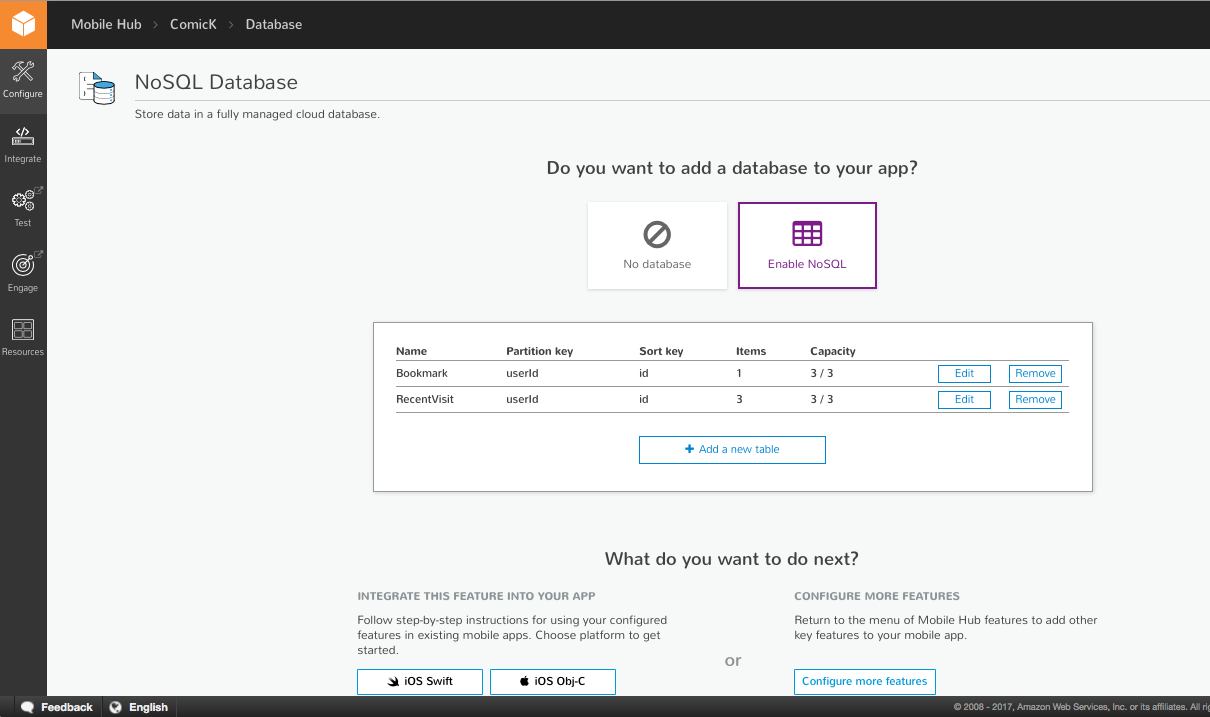 Mobile Hub > ComicK > Database
Configure
Integrate
Test
Engage
Resources
NoSQL Database
Store data in a fully managed cloud database.
Do you want to add a database to your app?
No database
Enable NoSQL
Name Partition key Sort key Items Capacity
Bookmark userId id 1 3 / 3 Edit Remove
RecentVisit userId id 3 3 / 3 Edit Remove
+ Add a new table
What do you want to do next?
INTEGRATE THIS FEATURE INTO YOUR APP
Follow step-by-step instructions for using your configured
features in existing mobile apps. Choose platform to get
started.
iOS Swift iOS Obj-C
or
CONFIGURE MORE FEATURES
Return to the menu of Mobile Hub features to add other
key features to your mobile app.
Configure more features
Feedback English
© 2008 - 2017, Amazon Web Services, Inc. or its affiliates. All